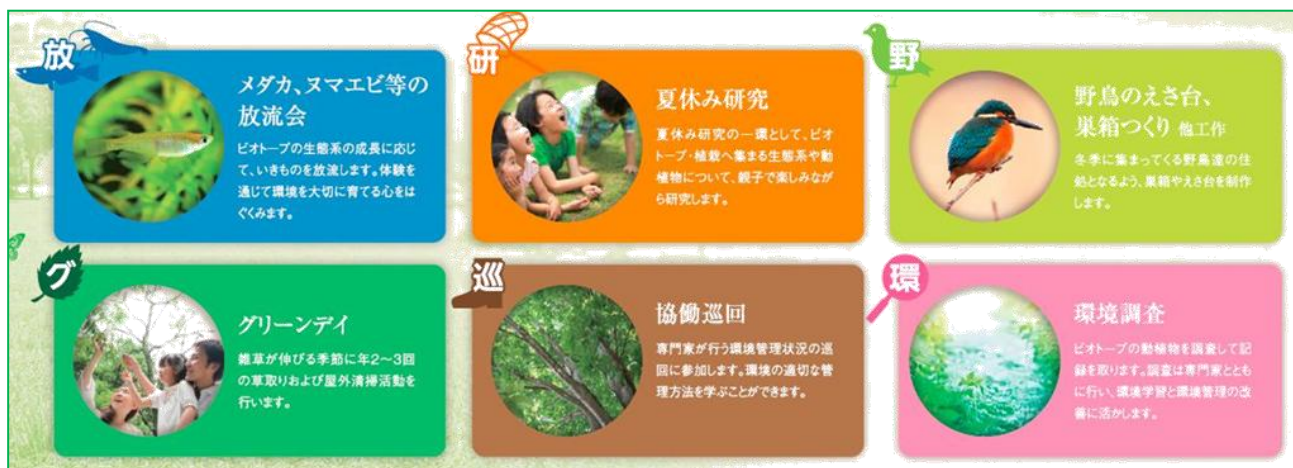 放
メダカ、ヌマエビ等の
放流会
ビオトープの生態系の成長に応じ
て、いきものを放流します。体験を
通じて環境を大切に育てる心をは
ぐくみます。
研
夏休み研究
夏休み研究の一環として、ビオ
トープ・植栽へ集まる生態系や動
植物について、親子で楽しみなが
ら研究します。
野
野鳥のえさ台、
巣箱つくり 他工作
冬季に集まってくる野鳥達の住
処となるよう、巣箱やえさ台を制作
します。
グ
グリーンデイ
雑草が伸びる季節に年2〜3回
の草取りおよび屋外清掃活動を
行います。
巡
協働巡回
専門家が行う環境管理状況の巡
回に参加します。環境の適切な管
理方法を学ぶことができます。
環
環境調査
ビオトープの動植物を調査して記
録を取ります。調査は専門家ととも
に行い、環境学習と環境管理の改
善に活かします。